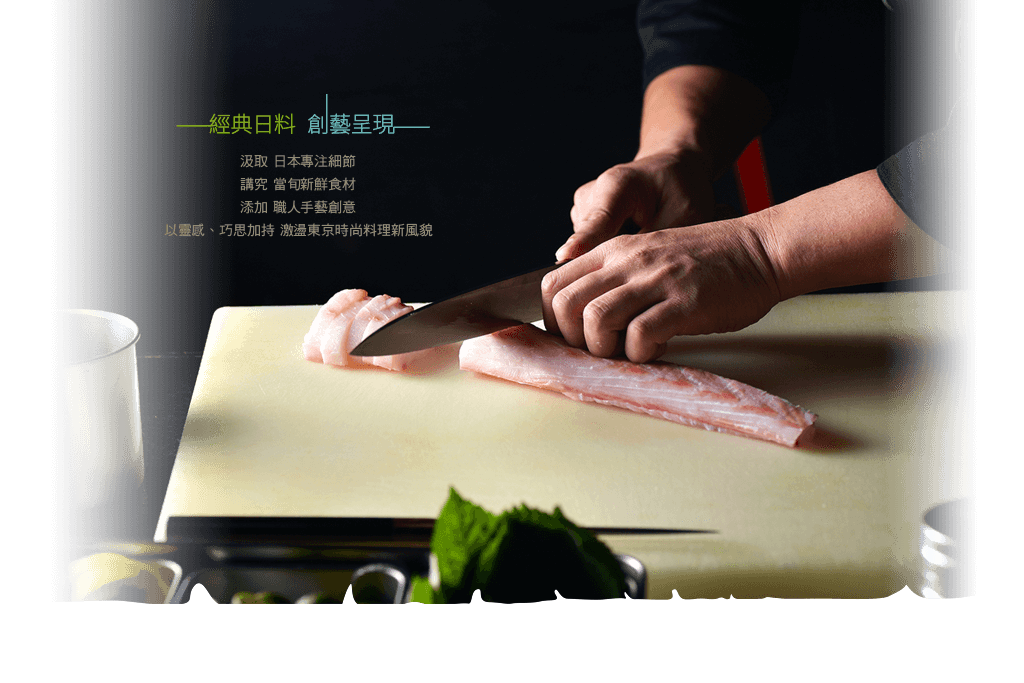 經典日料 創藝呈現
汲取 日本專注細節
講究 當旬新鮮食材
添加 職人手藝創意
以靈感、巧思加持 激盪東京時尚料理新風貌